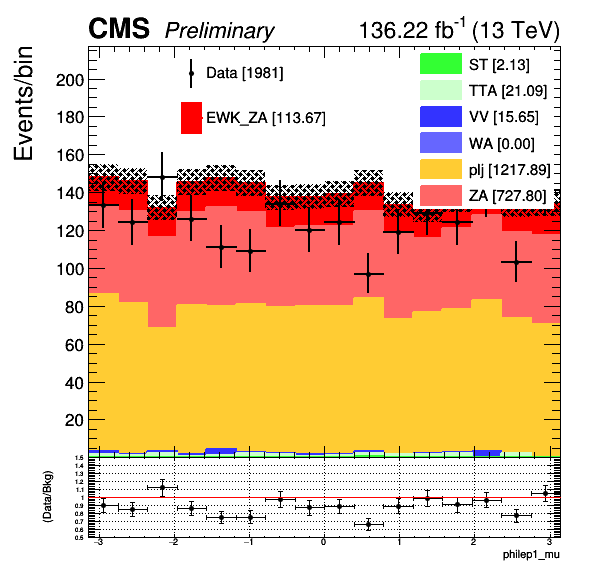 CMS Preliminary 136.22 fb⁻¹ (13 TeV)
Events/bin
200
180
160
140
120
100
80
60
40
20
Data [1981]
EWK_ZA [113.67]
ST [2.13]
TTA [21.09]
VV [15.65]
WA [0.00]
plj [1217.89]
ZA [727.80]
(Data/Bkg)
1.5
1.4
1.3
1.2
1.1
1
0.9
0.8
0.7
0.6
0.5
−3 −2 −1 0 1 2 3
philep1_mu